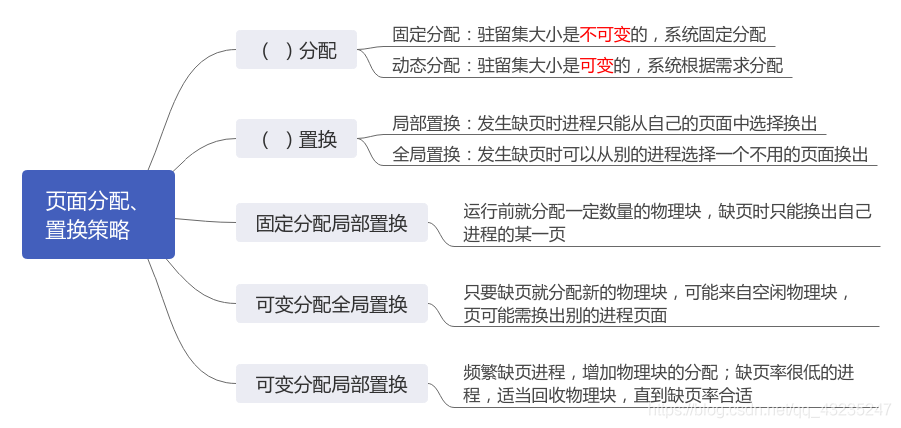 页面分配、
置换策略
（　）分配
固定分配：驻留集大小是不可变的，系统固定分配
动态分配：驻留集大小是可变的，系统根据需求分配
（　）置换
局部置换：发生缺页时进程只能从自己的页面中选择换出
全局置换：发生缺页时可以从别的进程选择一个不用的页面换出
固定分配局部置换
运行前就分配一定数量的物理块，缺页时只能换出自己
进程的某一页
可变分配全局置换
只要缺页就分配新的物理块，可能来自空闲物理块，
页可能需换出别的进程页面
可变分配局部置换
频繁缺页进程，增加物理块的分配；缺页率很低的进
程，适当回收物理块，直到缺页率合适
https://blog.csdn.net/qq_43235247